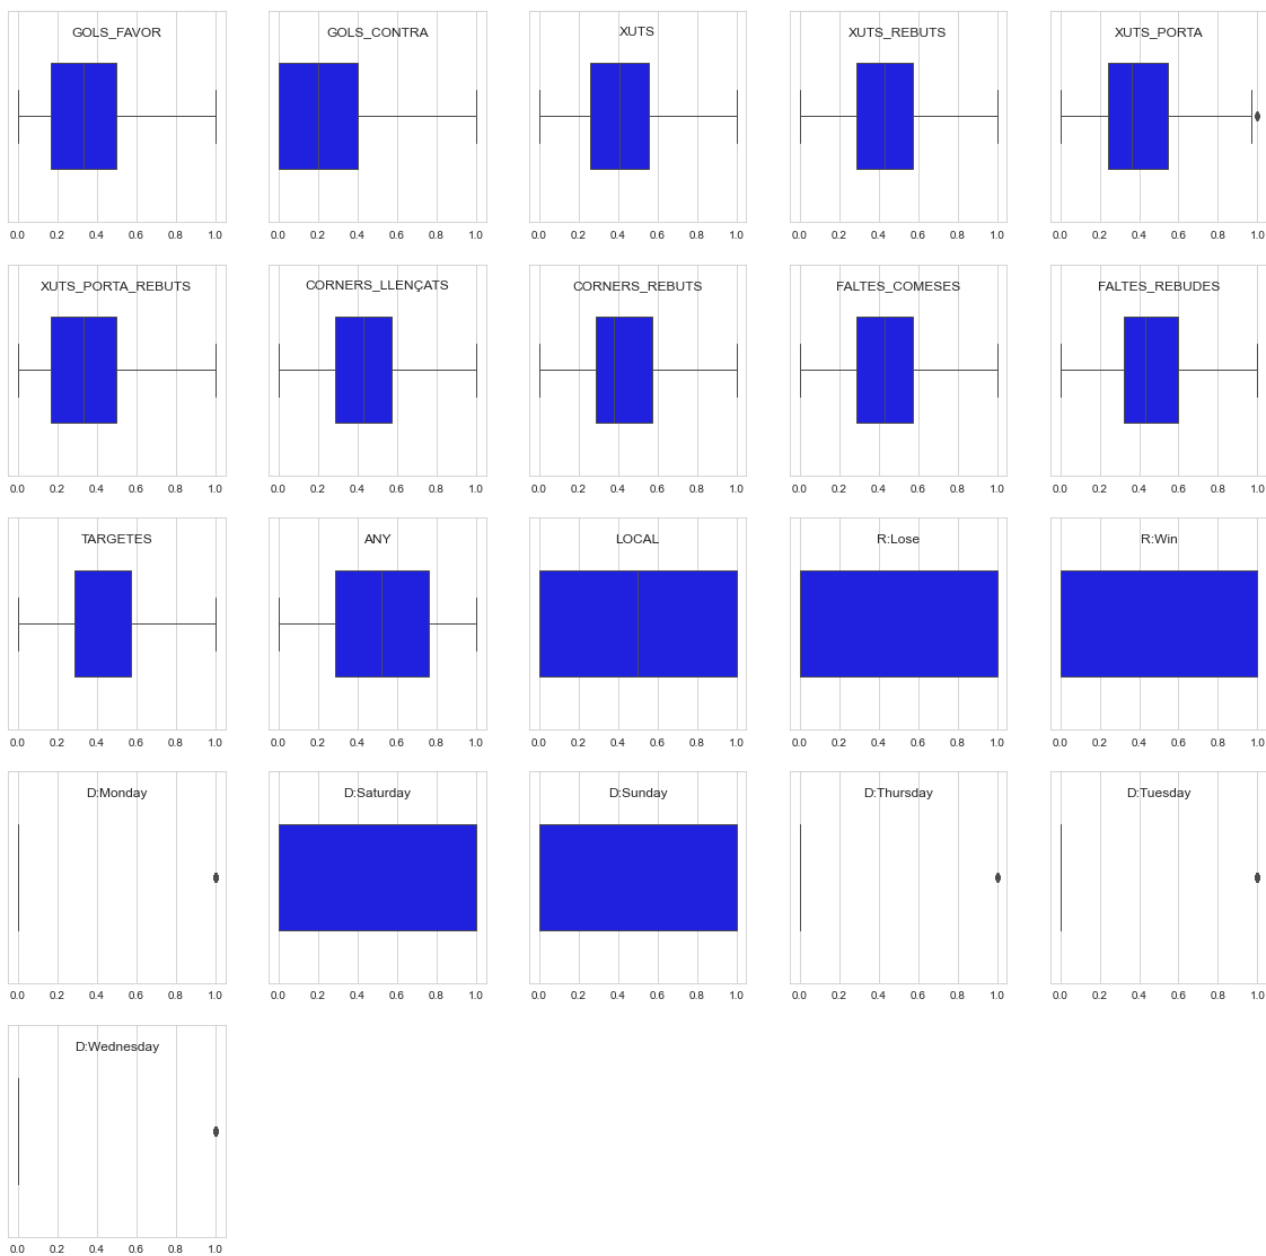 GOLS_FAVOR GOLS_CONTRA XUTS XUTS_REBUTS XUTS_PORTA
0.0 0.2 0.4 0.6 0.8 1.0 0.0 0.2 0.4 0.6 0.8 1.0 0.0 0.2 0.4 0.6 0.8 1.0 0.0 0.2 0.4 0.6 0.8 1.0 0.0 0.2 0.4 0.6 0.8 1.0
XUTS_PORTA_REBUTS CORNERS_LLENÇATS CORNERS_REBUTS FALTES_COMESES FALTES_REBUDES
0.0 0.2 0.4 0.6 0.8 1.0 0.0 0.2 0.4 0.6 0.8 1.0 0.0 0.2 0.4 0.6 0.8 1.0 0.0 0.2 0.4 0.6 0.8 1.0 0.0 0.2 0.4 0.6 0.8 1.0
TARGETES ANY LOCAL R:Lose R:Win
0.0 0.2 0.4 0.6 0.8 1.0 0.0 0.2 0.4 0.6 0.8 1.0 0.0 0.2 0.4 0.6 0.8 1.0 0.0 0.2 0.4 0.6 0.8 1.0 0.0 0.2 0.4 0.6 0.8 1.0
D:Monday D:Saturday D:Sunday D:Thursday D:Tuesday
0.0 0.2 0.4 0.6 0.8 1.0 0.0 0.2 0.4 0.6 0.8 1.0 0.0 0.2 0.4 0.6 0.8 1.0 0.0 0.2 0.4 0.6 0.8 1.0 0.0 0.2 0.4 0.6 0.8 1.0
D:Wednesday
0.0 0.2 0.4 0.6 0.8 1.0